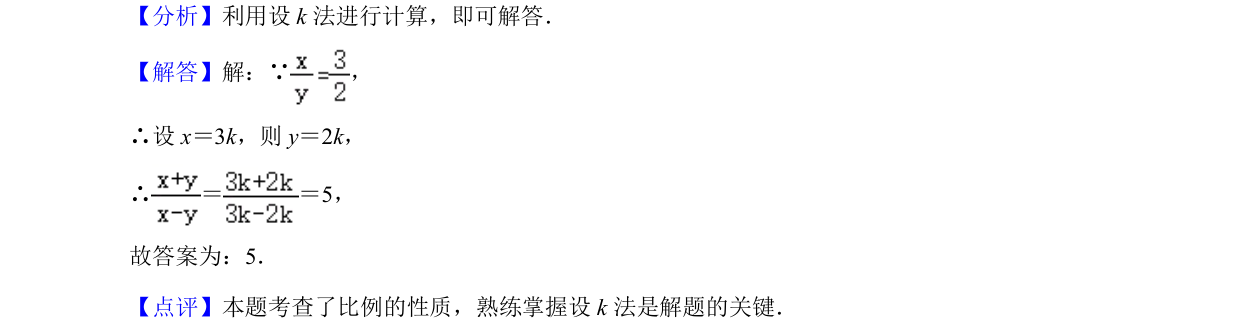 【分析】利用设 k 法进行计算，即可解答．
【解答】解：∵x/y=3/2，
∴设 x＝3k，则 y＝2k，
∴(x+y)/(x-y)＝(3k+2k)/(3k-2k)＝5，
故答案为：5．
【点评】本题考查了比例的性质，熟练掌握设 k 法是解题的关键．